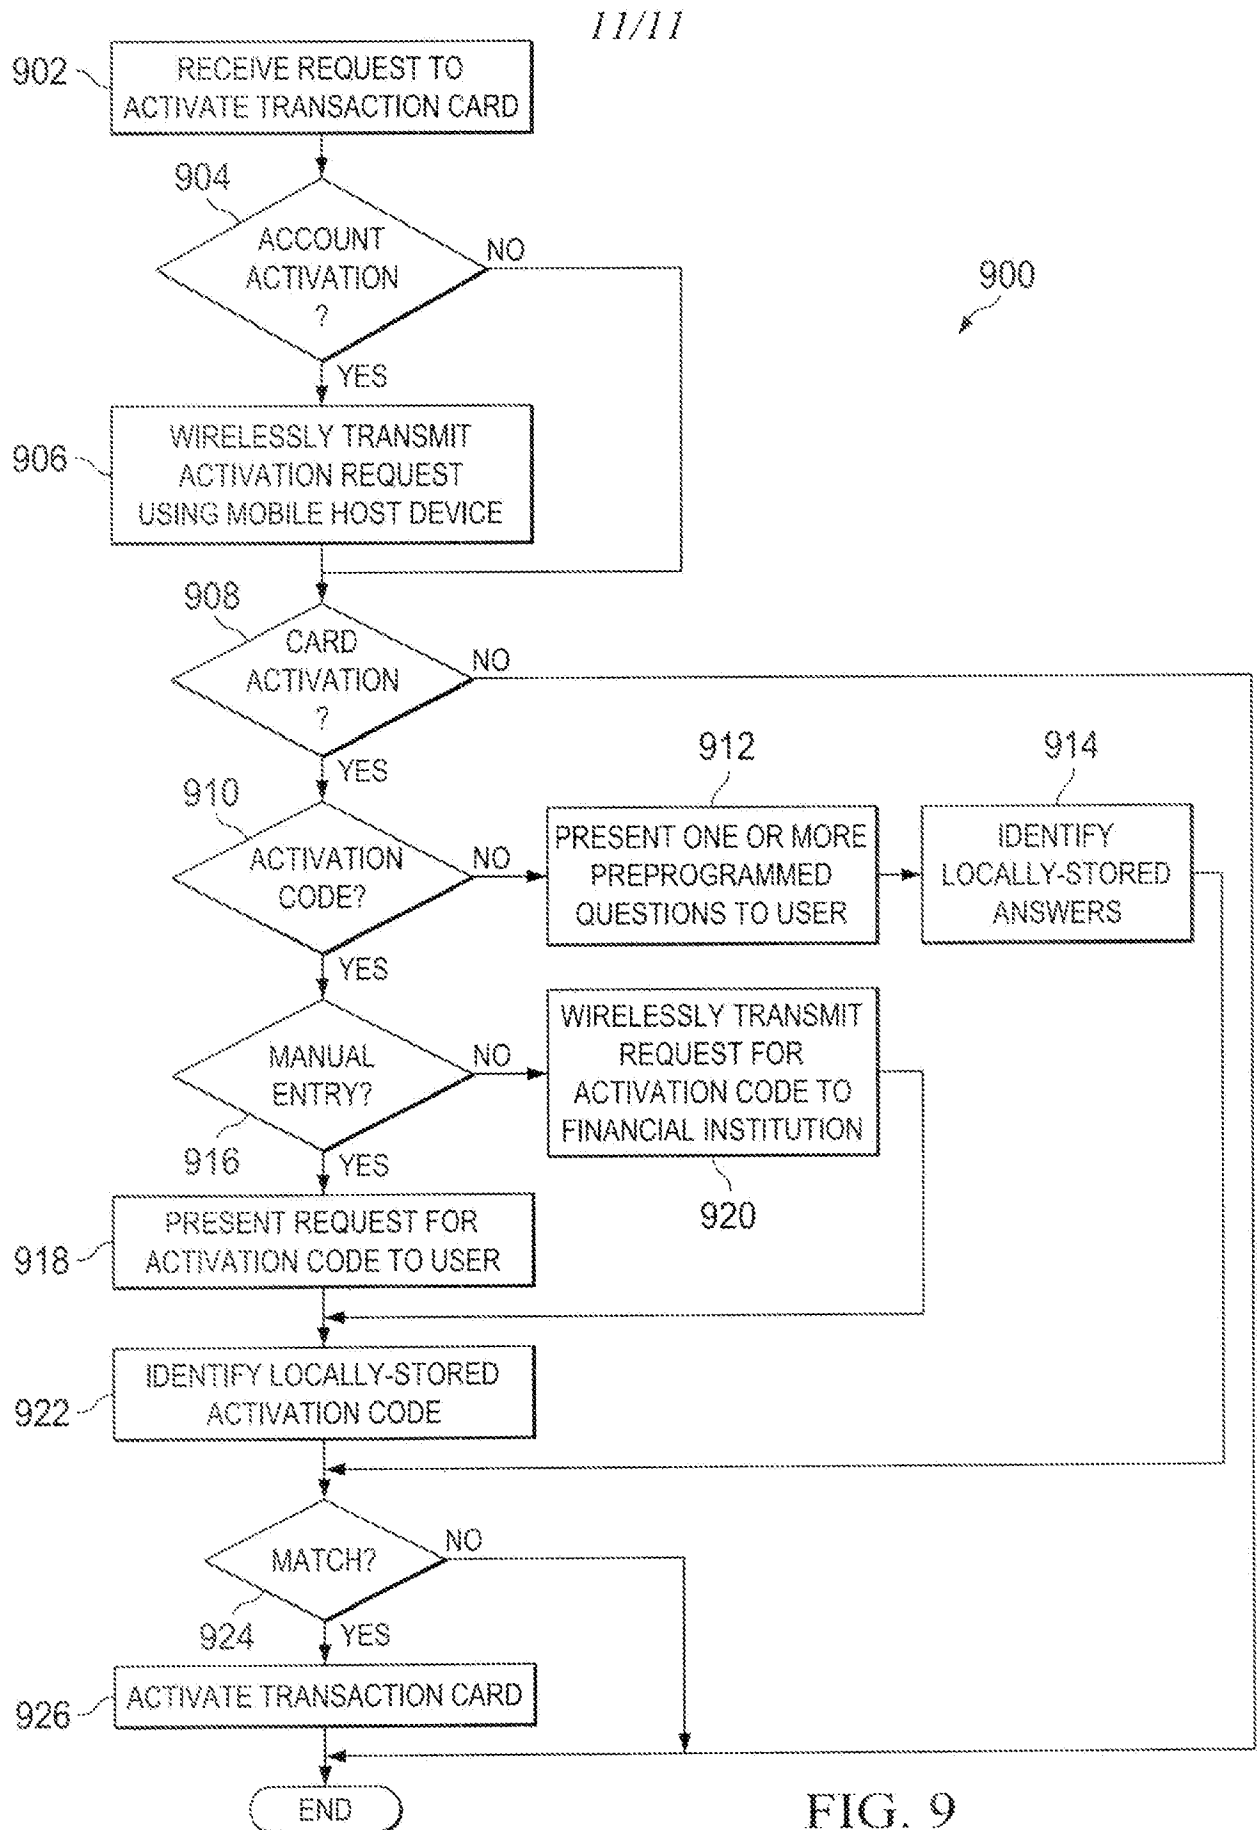 11/11
902
RECEIVE REQUEST TO
ACTIVATE TRANSACTION CARD
904
ACCOUNT
ACTIVATION
?
NO
YES
900
906
WIRELESSLY TRANSMIT
ACTIVATION REQUEST
USING MOBILE HOST DEVICE
908
CARD
ACTIVATION
?
NO
YES
910
ACTIVATION
CODE?
NO
YES
912
PRESENT ONE OR MORE
PREPROGRAMMED
QUESTIONS TO USER
914
IDENTIFY
LOCALLY-STORED
ANSWERS
MANUAL
ENTRY?
916
NO
YES
WIRELESSLY TRANSMIT
REQUEST FOR
ACTIVATION CODE TO
FINANCIAL INSTITUTION
920
918
PRESENT REQUEST FOR
ACTIVATION CODE TO USER
922
IDENTIFY LOCALLY-STORED
ACTIVATION CODE
MATCH?
924
NO
YES
926
ACTIVATE TRANSACTION CARD
END
FIG. 9